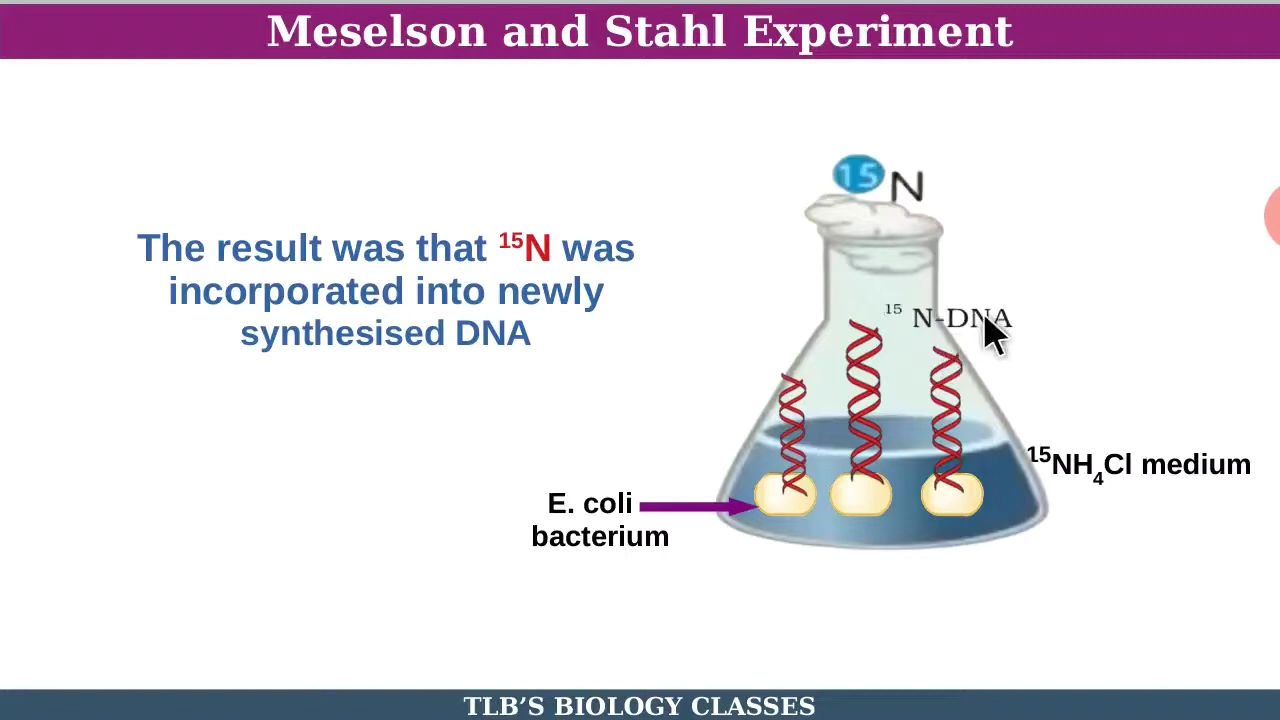 Meselson and Stahl Experiment
15 N
The result was that ¹⁵N was
incorporated into newly
synthesised DNA
¹⁵ N-DNA
¹⁵NH₄Cl medium
E. coli
bacterium
TLB’S BIOLOGY CLASSES